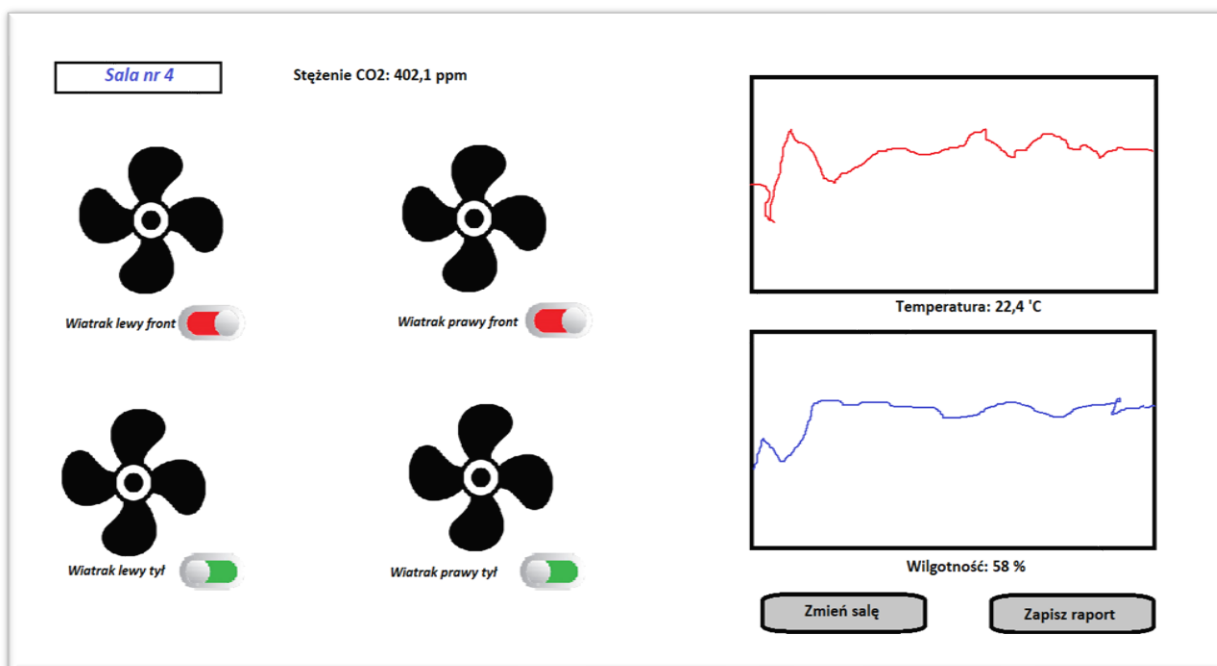 Sala nr 4
Stężenie CO2: 402,1 ppm
Wiatrak lewy front
Wiatrak prawy front
Temperatura: 22,4 'C
Wiatrak lewy tył
Wiatrak prawy tył
Wilgotność: 58 %
Zmień salę
Zapisz raport